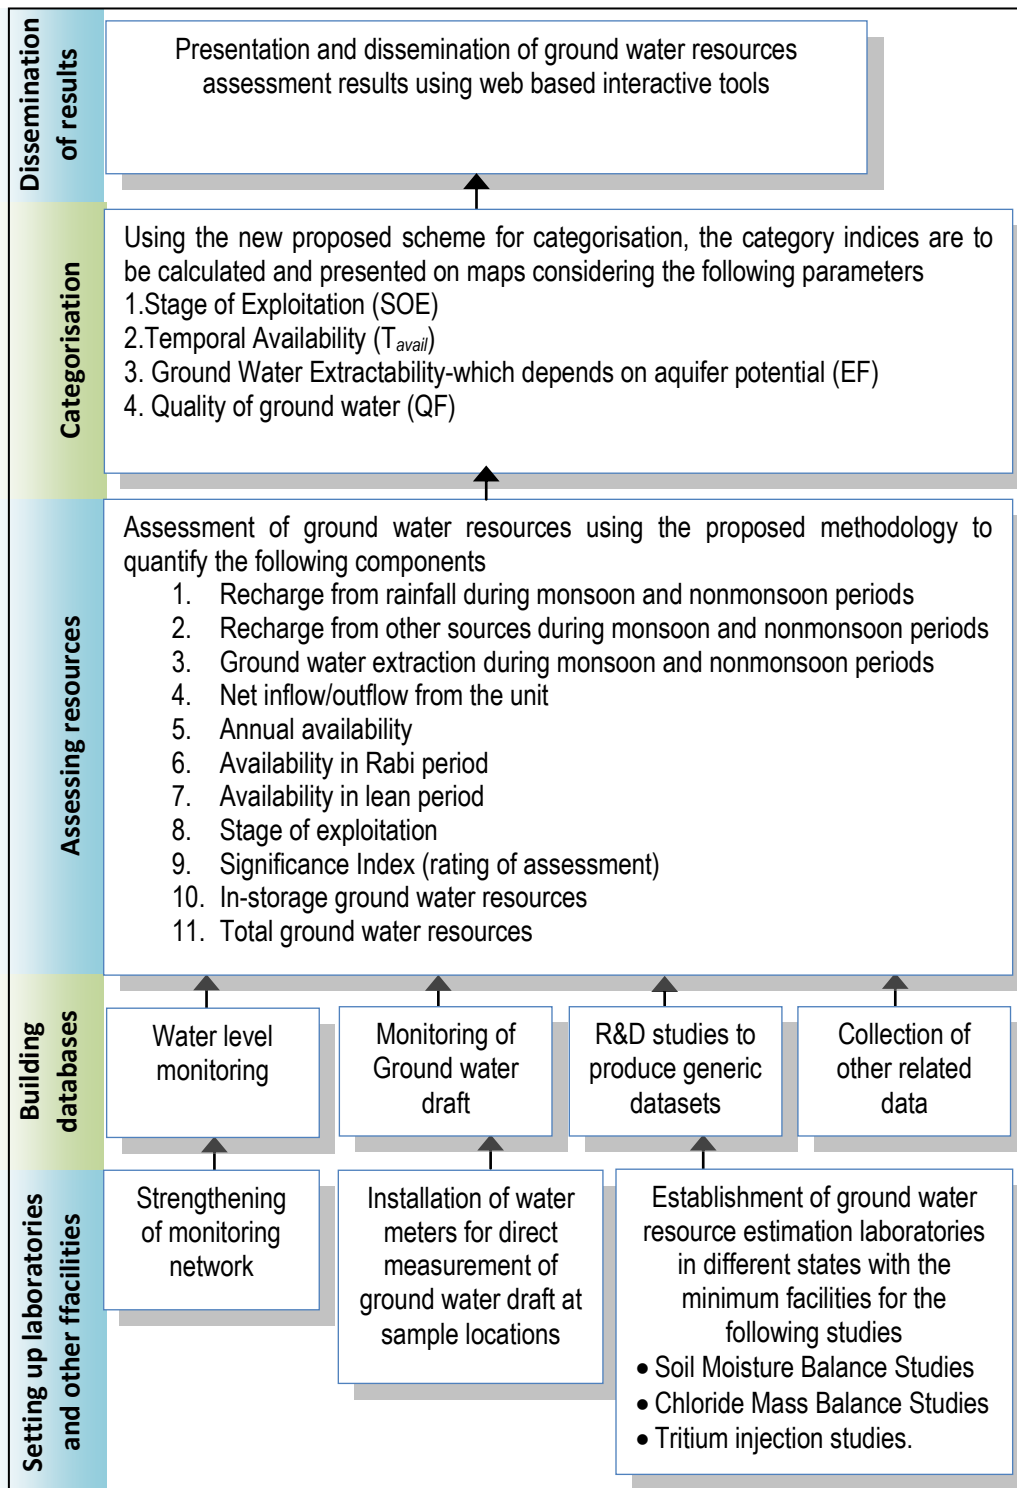 Dissemination
of results
Presentation and dissemination of ground water resources
assessment results using web based interactive tools
Categorisation
Using the new proposed scheme for categorisation, the category indices are to
be calculated and presented on maps considering the following parameters
1.Stage of Exploitation (SOE)
2.Temporal Availability (Tavail)
3. Ground Water Extractability-which depends on aquifer potential (EF)
4. Quality of ground water (QF)
Assessing resources
Assessment of ground water resources using the proposed methodology to
quantify the following components
1. Recharge from rainfall during monsoon and nonmonsoon periods
2. Recharge from other sources during monsoon and nonmonsoon periods
3. Ground water extraction during monsoon and nonmonsoon periods
4. Net inflow/outflow from the unit
5. Annual availability
6. Availability in Rabi period
7. Availability in lean period
8. Stage of exploitation
9. Significance Index (rating of assessment)
10. In-storage ground water resources
11. Total ground water resources
Building
databases
Water level
monitoring
Monitoring of
Ground water
draft
R&D studies to
produce generic
datasets
Collection of
other related
data
Setting up laboratories
and other ffacilities
Strengthening
of monitoring
network
Installation of water
meters for direct
measurement of
ground water draft at
sample locations
Establishment of ground water
resource estimation laboratories
in different states with the
minimum facilities for the
following studies
• Soil Moisture Balance Studies
• Chloride Mass Balance Studies
• Tritium injection studies.